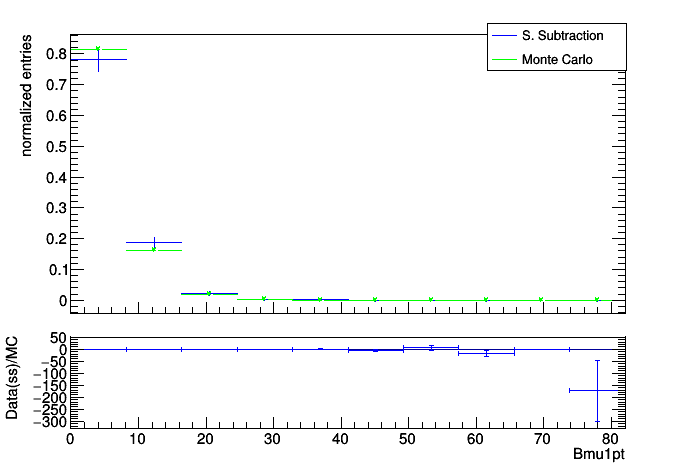 S. Subtraction
Monte Carlo
normalized entries
0.8
0.7
0.6
0.5
0.4
0.3
0.2
0.1
0
Data(ss)/MC
50
0
−50
−100
−150
−200
−250
−300
0 10 20 30 40 50 60 70 80
Bmu1pt